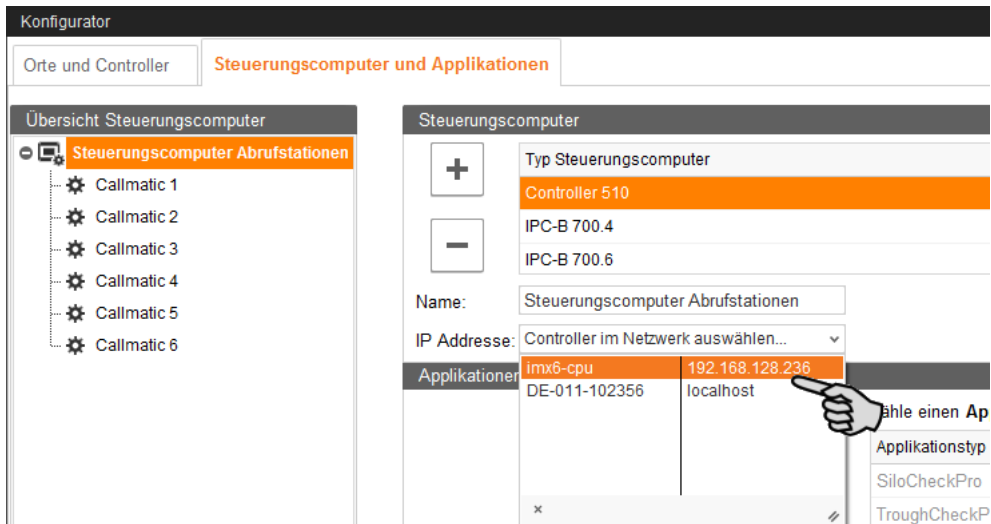 Konfigurator
Orte und Controller
Steuerungscomputer und Applikationen
Übersicht Steuerungscomputer
Steuerungscomputer Abrufstationen
Callmatic 1
Callmatic 2
Callmatic 3
Callmatic 4
Callmatic 5
Callmatic 6
Steuerungscomputer
Typ Steuerungscomputer
Controller 510
IPC-B 700.4
IPC-B 700.6
Name: Steuerungscomputer Abrufstationen
IP Addresse: Controller im Netzwerk auswählen...
imx6-cpu 192.168.128.236
DE-011-102356 localhost
Applikationen
ähle einen Ap
Applikationstyp
SiloCheckPro
TroughCheckP